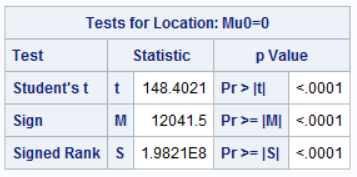 Tests for Location: Mu0=0
Test Statistic p Value
Student's t t 148.4021 Pr > |t| <.0001
Sign M 12041.5 Pr >= |M| <.0001
Signed Rank S 1.9821E8 Pr >= |S| <.0001